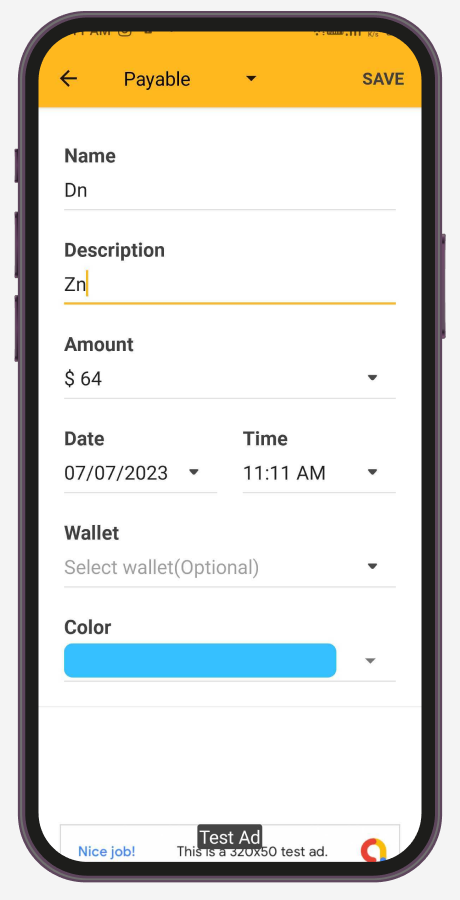 Payable SAVE
Name
Dn
Description
Zn
Amount
$ 64
Date Time
07/07/2023 11:11 AM
Wallet
Select wallet(Optional)
Color
Test Ad
Nice job! This is a 320x50 test ad.